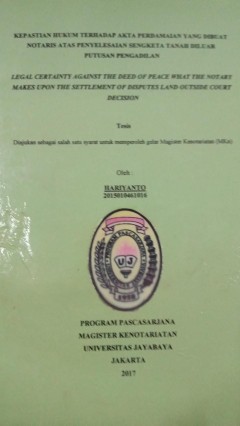 KEPASTIAN HUKUM TERHADAP AKTA PERDAMAIAN YANG DIBUAT
NOTARIS ATAS PENYELESAIAN SENGKETA TANAH DILUAR
PUTUSAN PENGADILAN
LEGAL CERTAINTY AGAINST THE DEED OF PEACE WHAT THE NOTARY
MAKES UPON THE SETTLEMENT OF DISPUTES LAND OUTSIDE COURT
DECISION
Tesis
Diajukan sebagai salah satu syarat untuk memperoleh gelar Magister Kenotariatan (MKn)
Oleh :
HARIYANTO
2015010461016
UJ
PROGRAM PASCASARJANA
MAGISTER KENOTARIATAN
UNIVERSITAS JAYABAYA
JAKARTA
2017